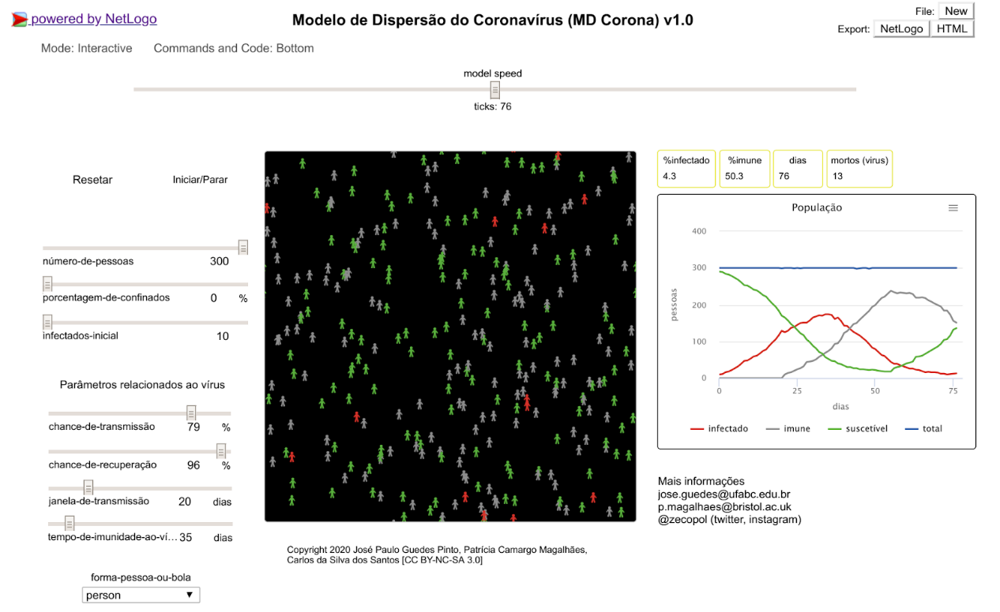 powered by NetLogo
Modelo de Dispersão do Coronavírus (MD Corona) v1.0
File: New
Export: NetLogo HTML
Mode: Interactive Commands and Code: Bottom
model speed
ticks: 76
Resetar Iniciar/Parar
número-de-pessoas 300
porcentagem-de-confinados 0 %
infectados-inicial 10
Parâmetros relacionados ao vírus
chance-de-transmissão 79 %
chance-de-recuperação 96 %
janela-de-transmissão 20 dias
tempo-de-imunidade-ao-ví... 35 dias
forma-pessoa-ou-bola
person ▼
%infectado %imune dias mortos (virus)
4.3 50.3 76 13
População
400
300
200
100
0
pessoas
0 25 50 75
dias
infectado imune suscetível total
Mais informações
jose.guedes@ufabc.edu.br
p.magalhaes@bristol.ac.uk
@zecopol (twitter, instagram)
Copyright 2020 José Paulo Guedes Pinto, Patrícia Camargo Magalhães,
Carlos da Silva dos Santos [CC BY-NC-SA 3.0]